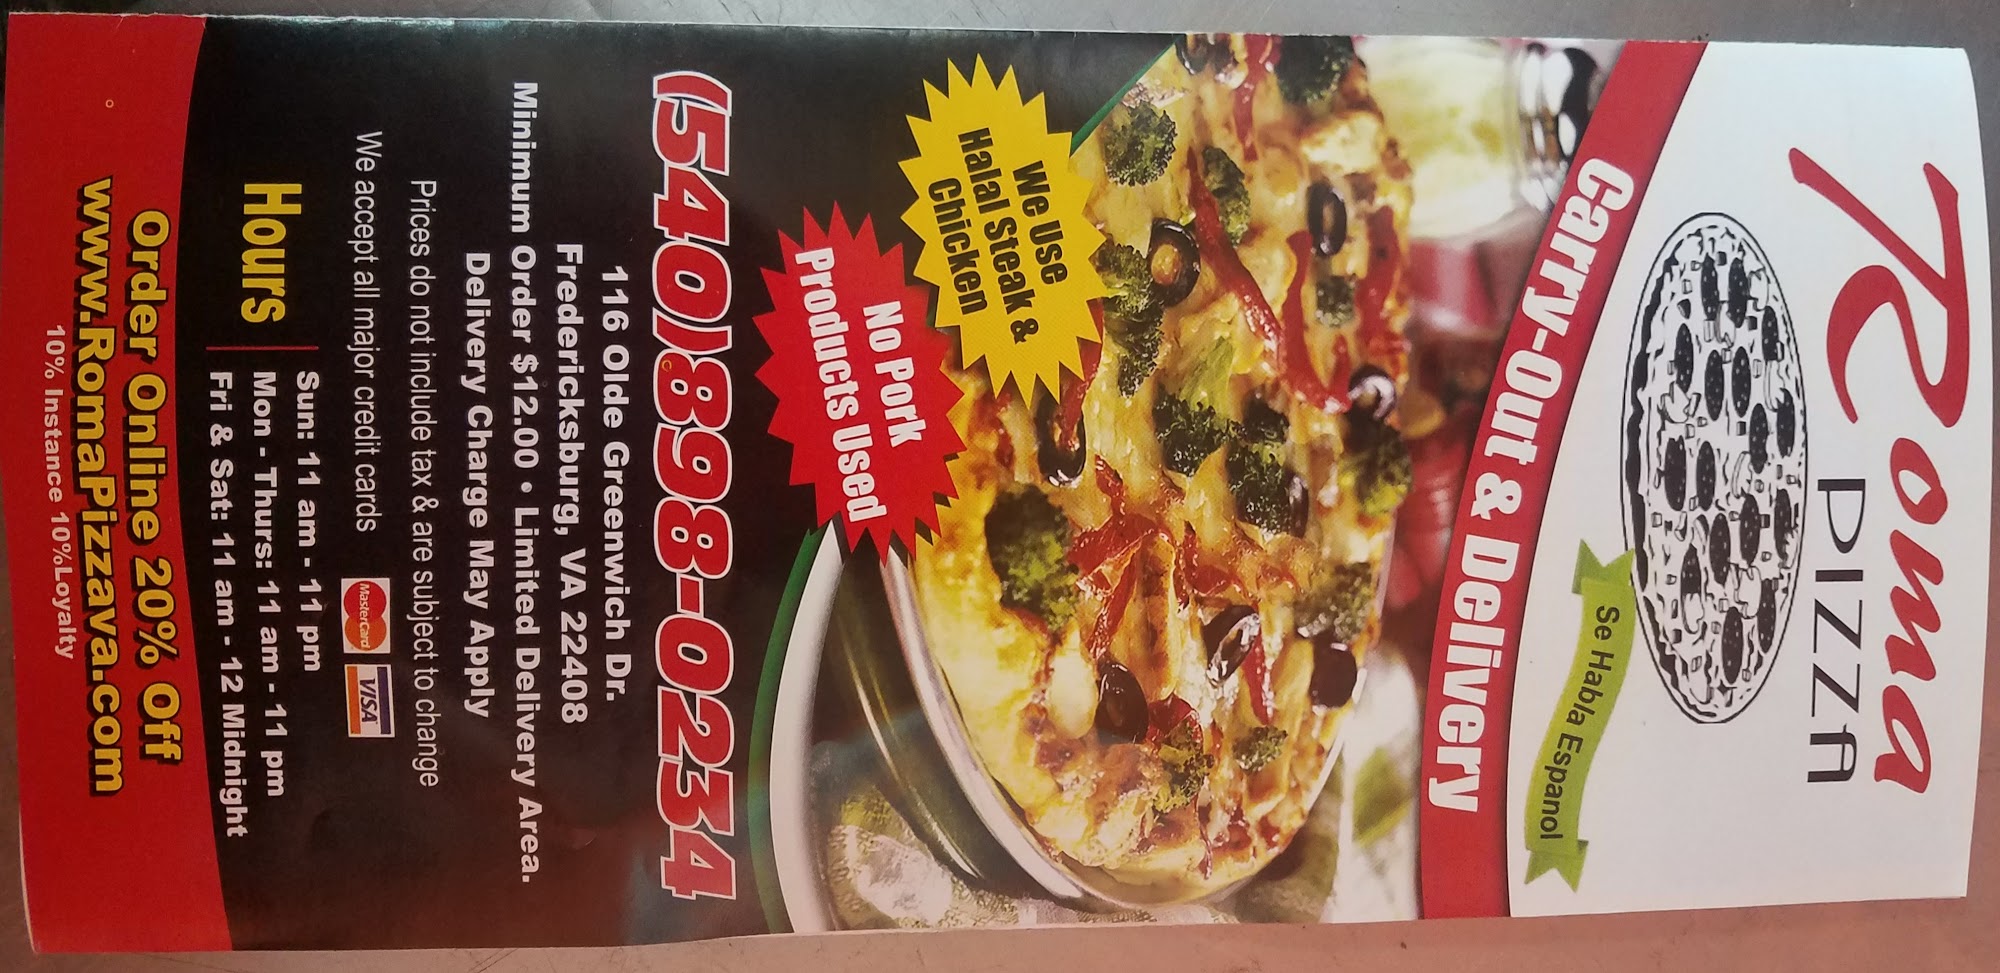 Roma
PIZZA
Se Habla Espanol
Carry-Out & Delivery
We Use
Halal Steak &
Chicken
No Pork
Products Used
(540)898-0234
116 Olde Greenwich Dr.
Fredericksburg, VA 22408
Minimum Order $12.00 • Limited Delivery Area.
Delivery Charge May Apply
Prices do not include tax & are subject to change
We accept all major credit cards
MasterCard
VISA
Hours
Sun: 11 am - 11 pm
Mon - Thurs: 11 am - 11 pm
Fri & Sat: 11 am - 12 Midnight
Order Online 20% Off
www.RomaPizzava.com
10% Instance 10%Loyalty